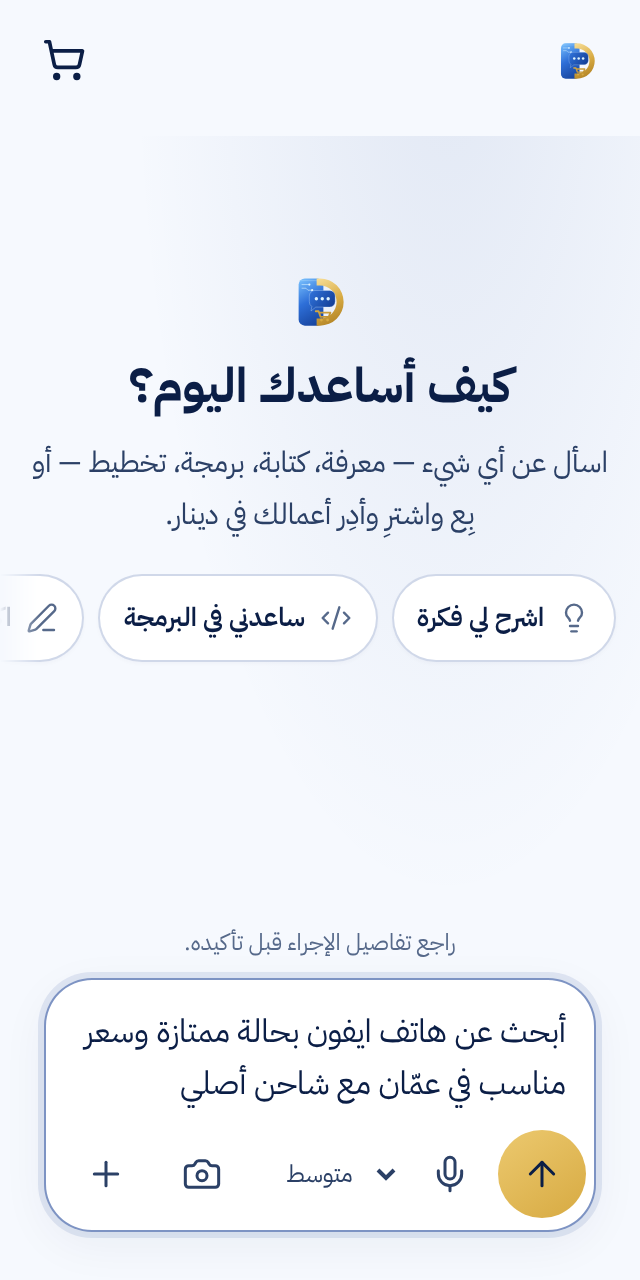 كيف أساعدك اليوم؟
اسأل عن أي شيء — معرفة، كتابة، برمجة، تخطيط — أو
بِع واشترِ وأدِر أعمالك في دينار.
اشرح لي فكرة
ساعدني في البرمجة
راجع تفاصيل الإجراء قبل تأكيده.
أبحث عن هاتف ايفون بحالة ممتازة وسعر
مناسب في عمّان مع شاحن أصلي
متوسط